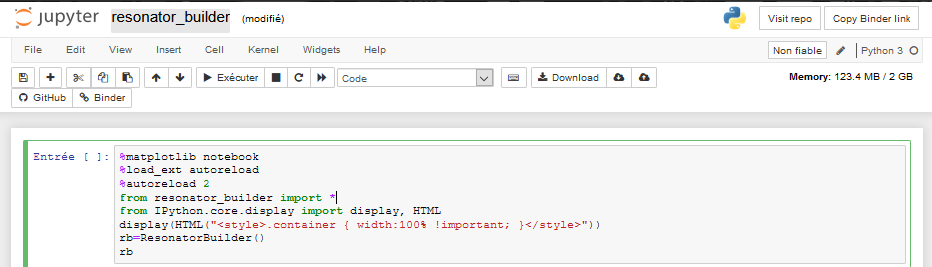 jupyter resonator_builder (modifié) Visit repo Copy Binder link
File Edit View Insert Cell Kernel Widgets Help Non fiable Python 3
Exécuter Code Download Memory: 123.4 MB / 2 GB
GitHub Binder
Entrée [ ]: %matplotlib notebook
%load_ext autoreload
%autoreload 2
from resonator_builder import *
from IPython.core.display import display, HTML
display(HTML("<style>.container { width:100% !important; }</style>"))
rb=ResonatorBuilder()
rb